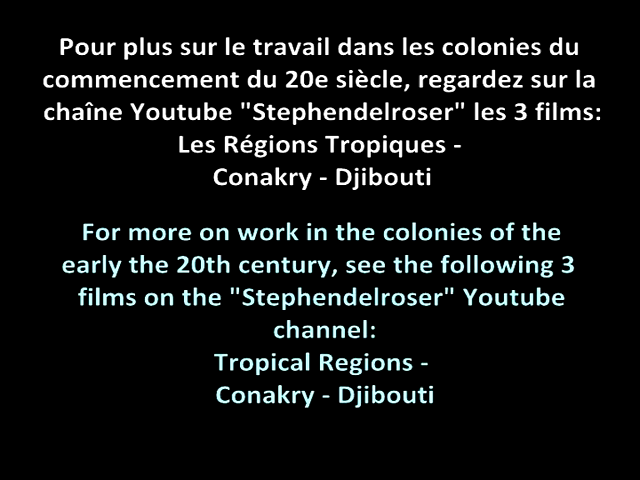 Pour plus sur le travail dans les colonies du
commencement du 20e siècle, regardez sur la
chaîne Youtube "Stephendelroser" les 3 films:
Les Régions Tropiques -
Conakry - Djibouti
For more on work in the colonies of the
early the 20th century, see the following 3
films on the "Stephendelroser" Youtube
channel:
Tropical Regions -
Conakry - Djibouti